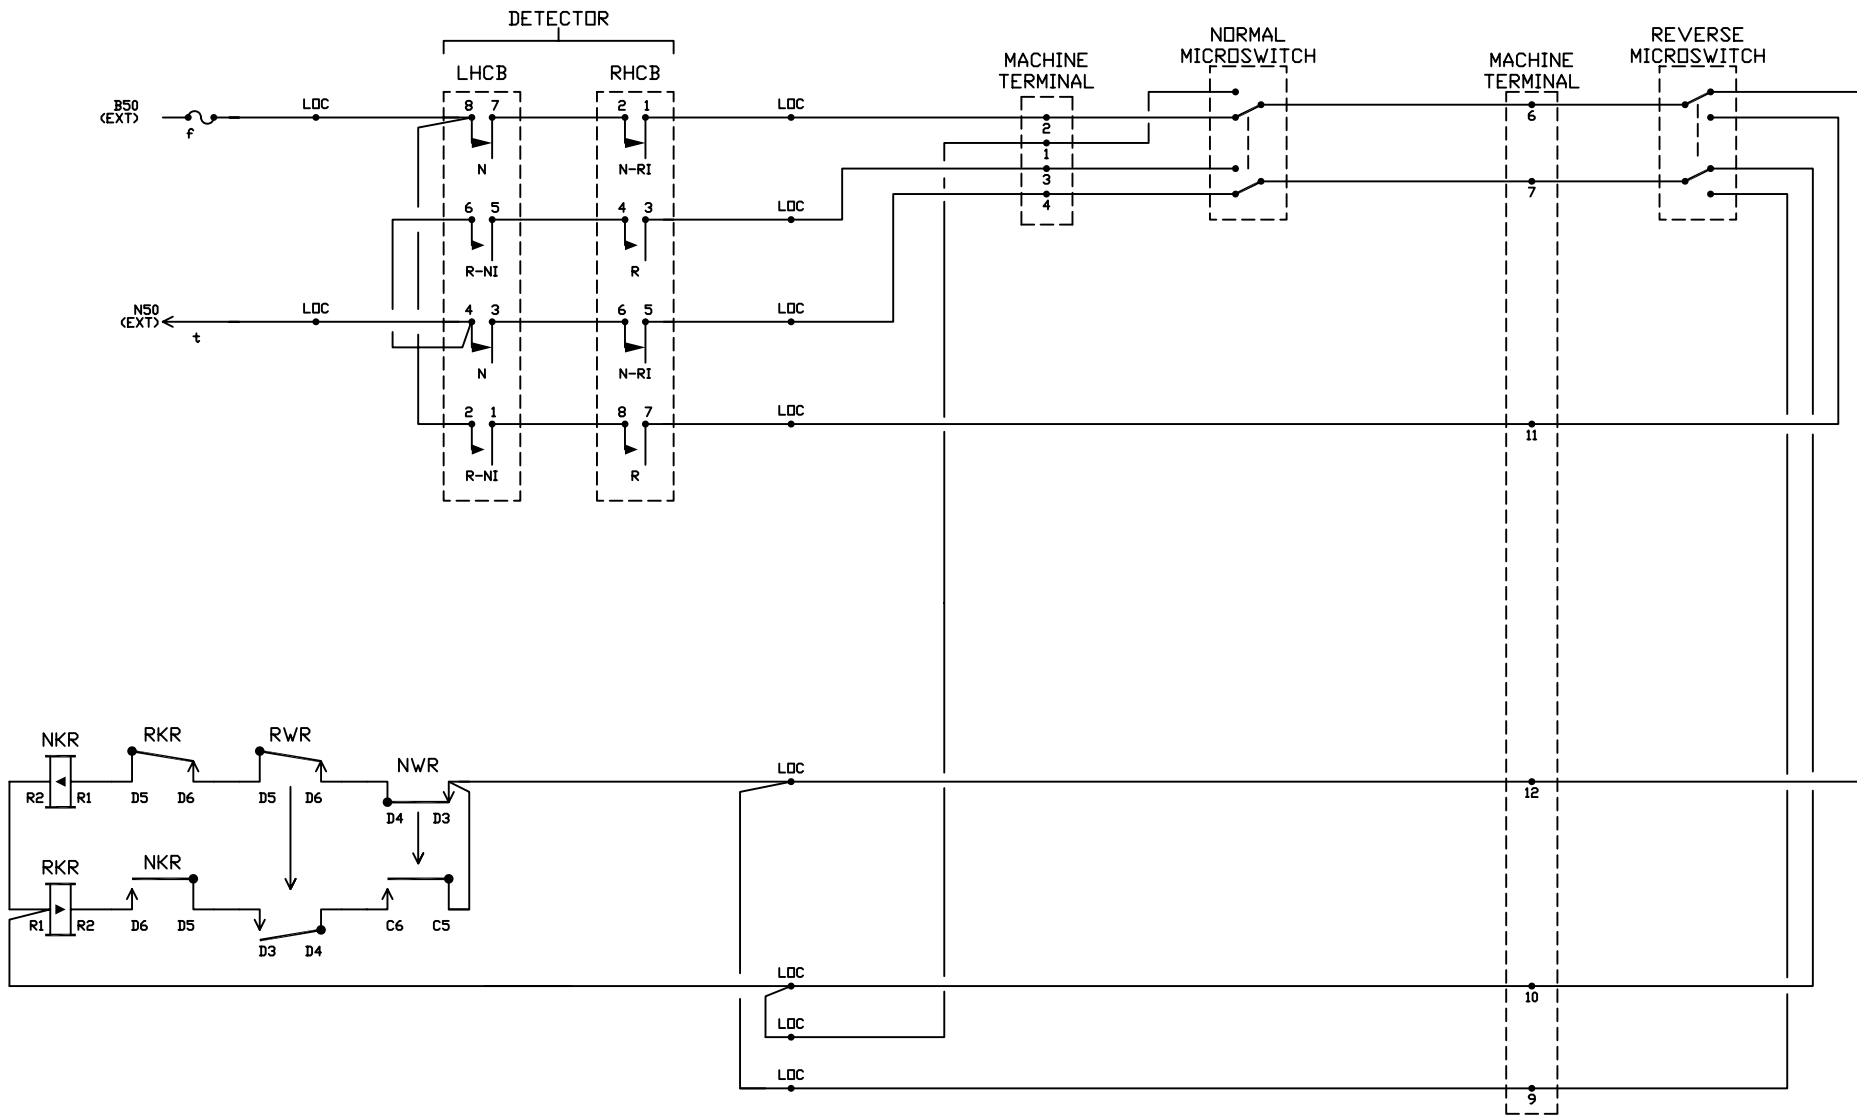 DETECTOR
LHCB
RHCB
MACHINE
TERMINAL
NORMAL
MICROSWITCH
MACHINE
TERMINAL
REVERSE
MICROSWITCH
B50
(EXT)
f
LOC
8 7
N
2 1
N-RI
LOC
2
1
3
4
6
7
6 5
R-NI
4 3
R
LOC
N50
(EXT)
t
LOC
4 3
N
6 5
N-RI
LOC
2 1
R-NI
8 7
R
LOC
11
NKR
R2 R1
RKR
D5 D6
RWR
D5 D6
NWR
D4 D3
LOC
12
RKR
R1 R2
NKR
D6 D5
D3 D4
C6 C5
LOC
10
LOC
LOC
9